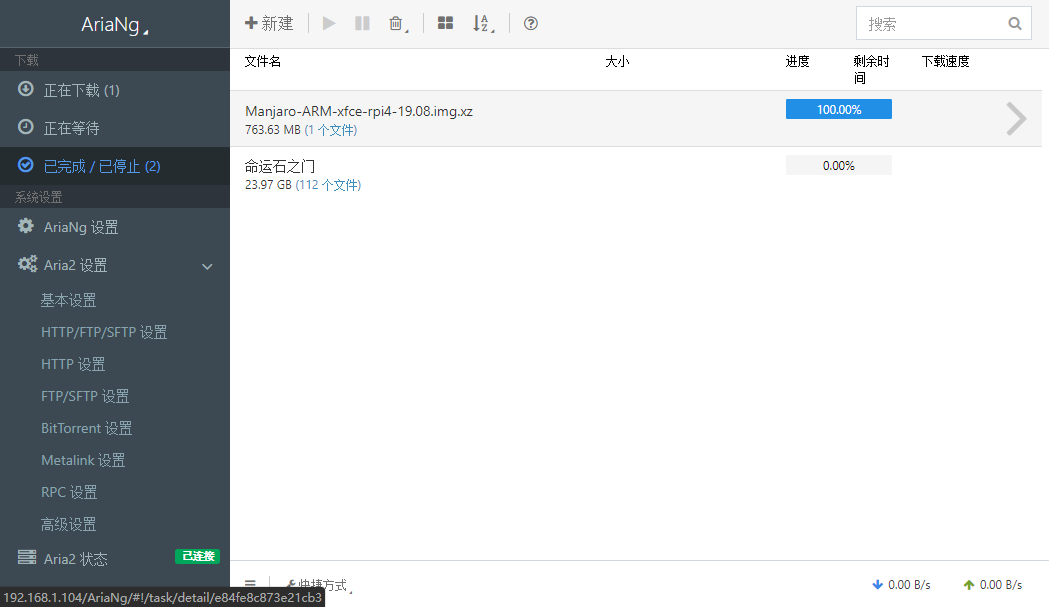 AriaNg
下载
正在下载 (1)
正在等待
已完成 / 已停止 (2)
系统设置
AriaNg 设置
Aria2 设置
基本设置
HTTP/FTP/SFTP 设置
HTTP 设置
FTP/SFTP 设置
BitTorrent 设置
Metalink 设置
RPC 设置
高级设置
Aria2 状态 已连接
192.168.1.104/AriaNg/#!/task/detail/e84fe8c873e21cb3
新建 搜索
文件名 大小 进度 剩余时间 下载速度
Manjaro-ARM-xfce-rpi4-19.08.img.xz 100.00%
763.63 MB (1 个文件)
命运石之门 0.00%
23.97 GB (112 个文件)
快捷方式 0.00 B/s 0.00 B/s